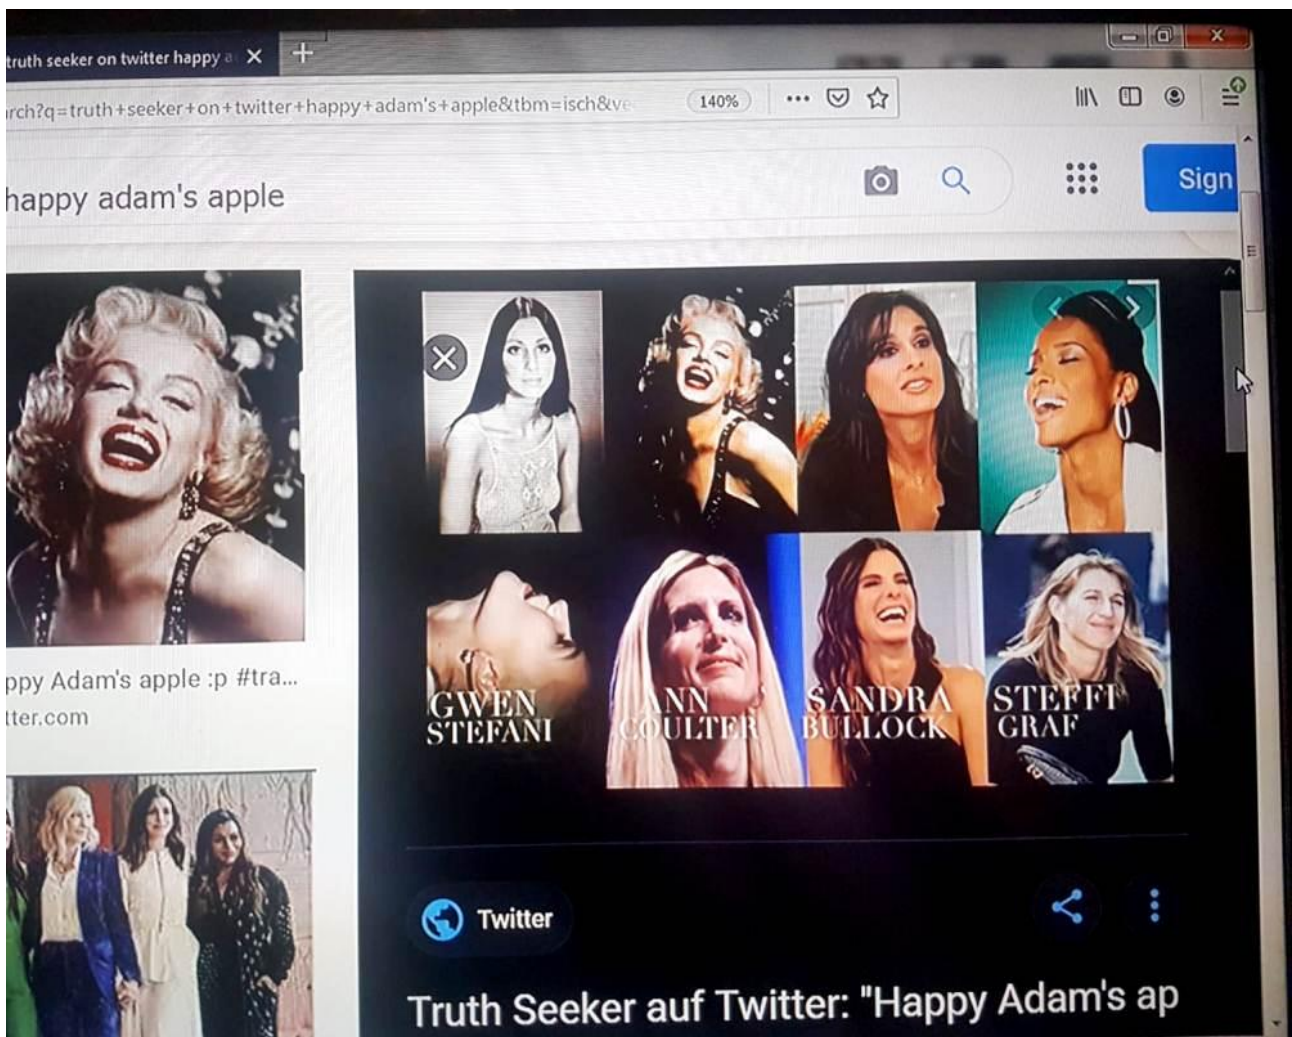 truth seeker on twitter happy a
rch?q=truth+seeker+on+twitter+happy+adam's+apple&tbm=isch&ve
140%
happy adam's apple
Sign
GWEN
STEFANI
ANN
COULTER
SANDRA
BULLOCK
STEFFI
GRAF
ppy Adam's apple :p #tra...
tter.com
Twitter
Truth Seeker auf Twitter: "Happy Adam's ap